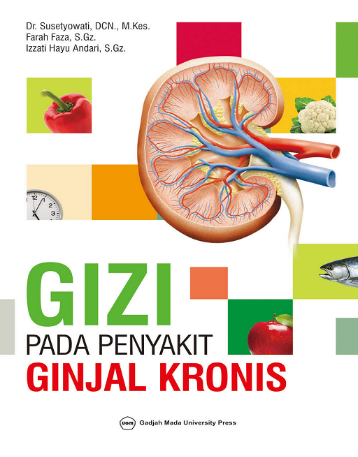 Dr. Susetyowati, DCN., M.Kes.
Farah Faza, S.Gz.
Izzati Hayu Andari, S.Gz.
GIZI
PADA PENYAKIT
GINJAL KRONIS
Gadjah Mada University Press